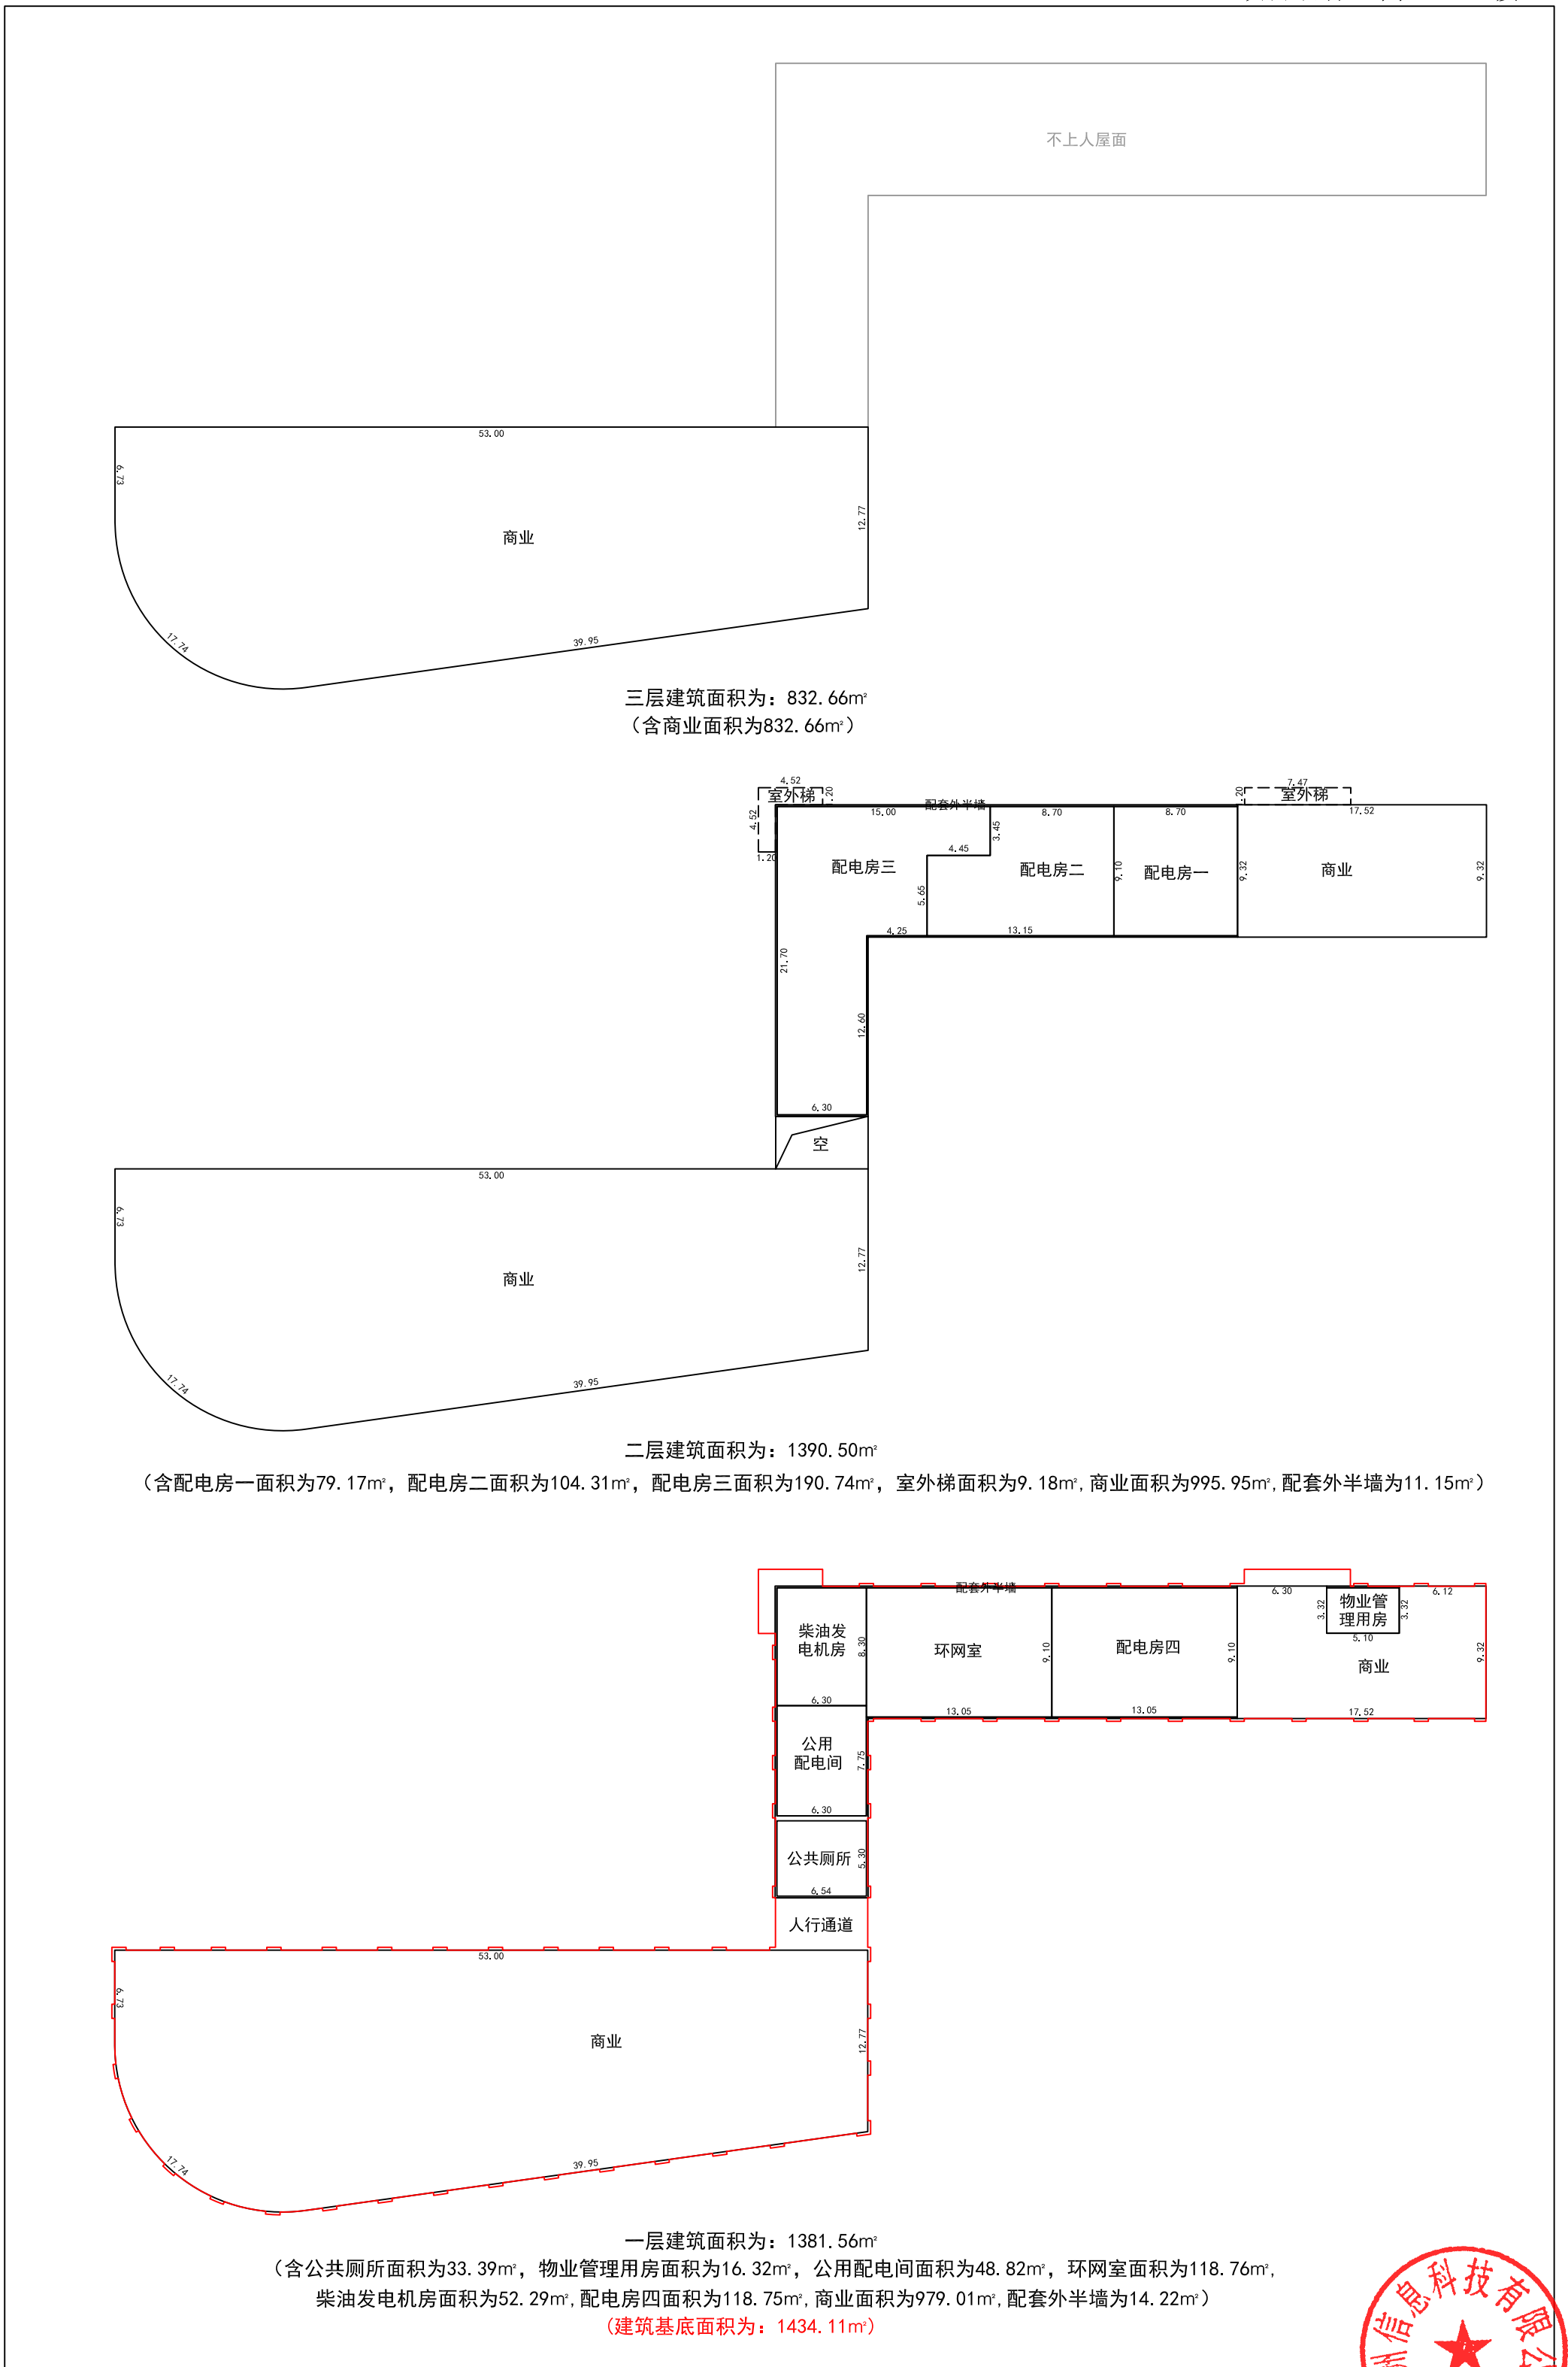 不上人屋面
53.00
6.73
12.77
商业
17.74
39.95
三层建筑面积为：832.66㎡
（含商业面积为832.66㎡）
4.52
室外梯
1.20
4.52
1.20
配套外半墙
15.00
8.70
8.70
7.47
室外梯
.20
17.52
3.45
4.45
配电房三
配电房二
9.10
配电房一
9.32
商业
9.32
5.65
4.25
13.15
21.70
12.60
6.30
空
53.00
6.73
12.77
商业
17.74
39.95
二层建筑面积为：1390.50㎡
（含配电房一面积为79.17㎡，配电房二面积为104.31㎡，配电房三面积为190.74㎡，室外梯面积为9.18㎡,商业面积为995.95㎡,配套外半墙为11.15㎡）
配套外半墙
6.30
6.12
柴油发
电机房
8.30
环网室
9.10
配电房四
9.10
3.32
物业管
理用房
3.32
5.10
商业
9.32
6.30
13.05
13.05
17.52
公用
配电间
7.75
6.30
公共厕所
5.30
6.54
人行通道
53.00
6.73
12.77
商业
17.74
39.95
一层建筑面积为：1381.56㎡
（含公共厕所面积为33.39㎡，物业管理用房面积为16.32㎡，公用配电间面积为48.82㎡，环网室面积为118.76㎡,
柴油发电机房面积为52.29㎡,配电房四面积为118.75㎡,商业面积为979.01㎡,配套外半墙为14.22㎡）
（建筑基底面积为：1434.11㎡）
州信息科技有限公